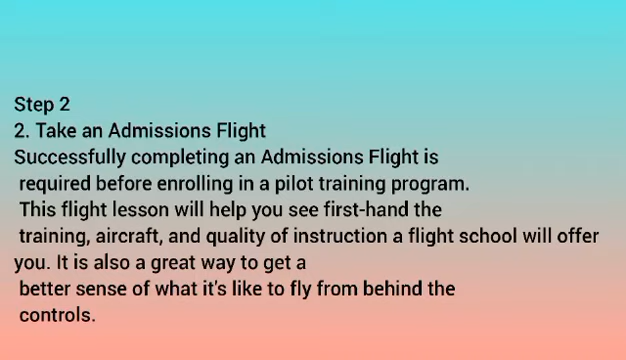 Step 2
2. Take an Admissions Flight
Successfully completing an Admissions Flight is
required before enrolling in a pilot training program.
This flight lesson will help you see first-hand the
training, aircraft, and quality of instruction a flight school will offer
you. It is also a great way to get a
better sense of what it's like to fly from behind the
controls.